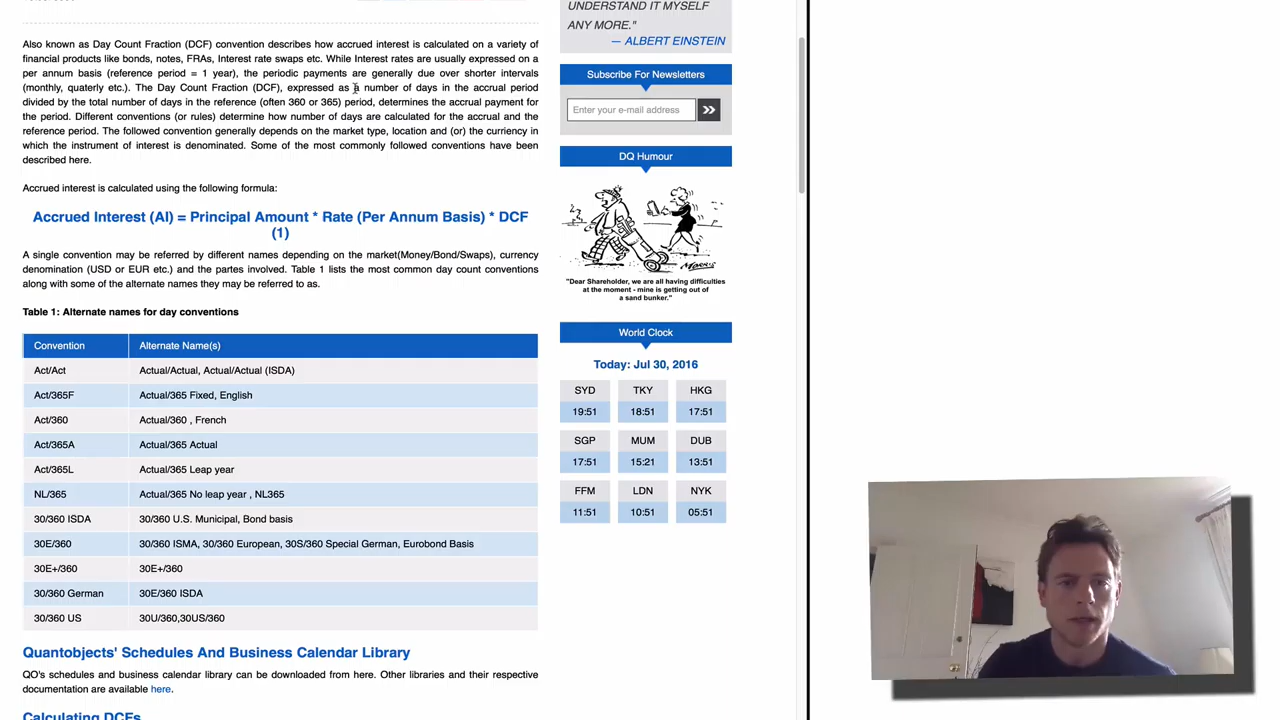 UNDERSTAND IT MYSELF
ANY MORE."
— ALBERT EINSTEIN
Also known as Day Count Fraction (DCF) convention describes how accrued interest is calculated on a variety of
financial products like bonds, notes, FRAs, Interest rate swaps etc. While Interest rates are usually expressed on a
per annum basis (reference period = 1 year), the periodic payments are generally due over shorter intervals
(monthly, quaterly etc.). The Day Count Fraction (DCF), expressed as a number of days in the accrual period
divided by the total number of days in the reference (often 360 or 365) period, determines the accrual payment for
the period. Different conventions (or rules) determine how number of days are calculated for the accrual and the
reference period. The followed convention generally depends on the market type, location and (or) the currency in
which the instrument of interest is denominated. Some of the most commonly followed conventions have been
described here.
Accrued interest is calculated using the following formula:
Accrued Interest (AI) = Principal Amount * Rate (Per Annum Basis) * DCF
(1)
A single convention may be referred by different names depending on the market(Money/Bond/Swaps), currency
denomination (USD or EUR etc.) and the partes involved. Table 1 lists the most common day count conventions
along with some of the alternate names they may be referred to as.
Table 1: Alternate names for day conventions
Convention Alternate Name(s)
Act/Act Actual/Actual, Actual/Actual (ISDA)
Act/365F Actual/365 Fixed, English
Act/360 Actual/360 , French
Act/365A Actual/365 Actual
Act/365L Actual/365 Leap year
NL/365 Actual/365 No leap year , NL365
30/360 ISDA 30/360 U.S. Municipal, Bond basis
30E/360 30/360 ISMA, 30/360 European, 30S/360 Special German, Eurobond Basis
30E+/360 30E+/360
30/360 German 30E/360 ISDA
30/360 US 30U/360,30US/360
Quantobjects' Schedules And Business Calendar Library
QO's schedules and business calendar library can be downloaded from here. Other libraries and their respective
documentation are available here.
Calculating DCFs
Subscribe For Newsletters
Enter your e-mail address »
DQ Humour
MORRIS
"Dear Shareholder, we are all having difficulties
at the moment - mine is getting out of
a sand bunker."
World Clock
Today: Jul 30, 2016
SYD TKY HKG
19:51 18:51 17:51
SGP MUM DUB
17:51 15:21 13:51
FFM LDN NYK
11:51 10:51 05:51